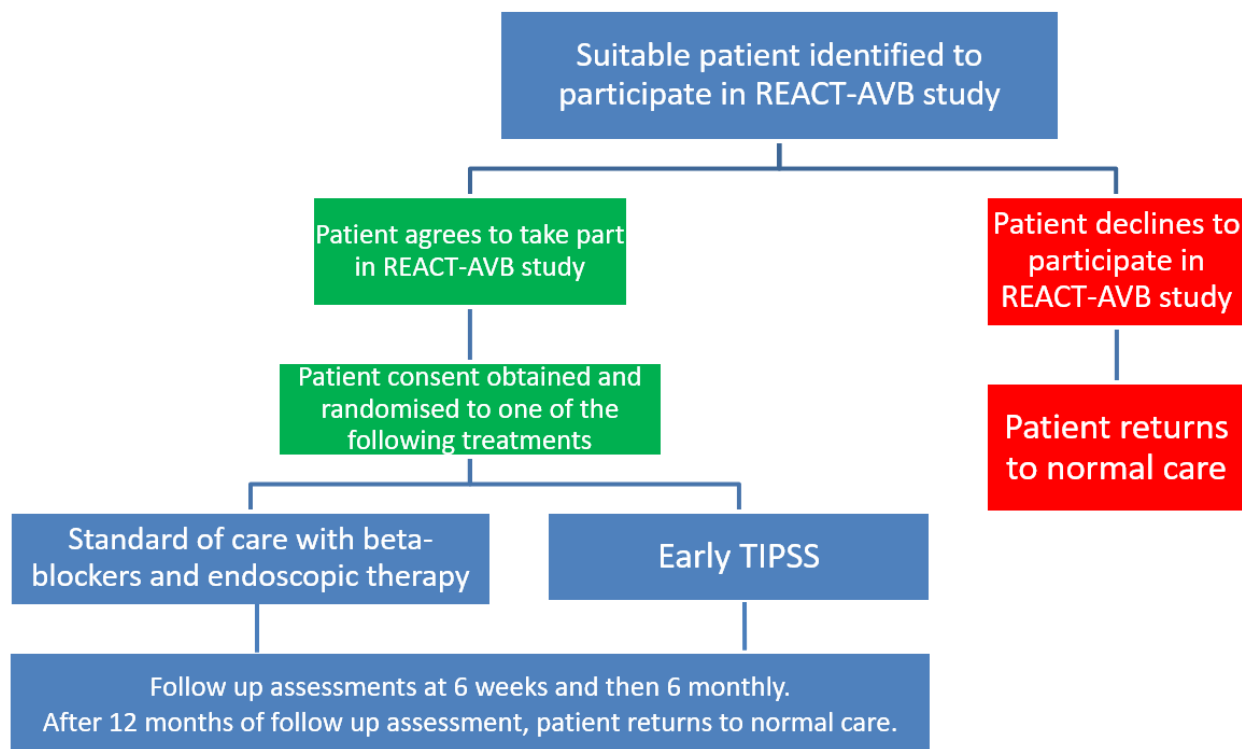 Suitable patient identified to
participate in REACT-AVB study
Patient agrees to take part
in REACT-AVB study
Patient declines to
participate in
REACT-AVB study
Patient consent obtained and
randomised to one of the
following treatments
Patient returns
to normal care
Standard of care with beta-
blockers and endoscopic therapy
Early TIPSS
Follow up assessments at 6 weeks and then 6 monthly.
After 12 months of follow up assessment, patient returns to normal care.